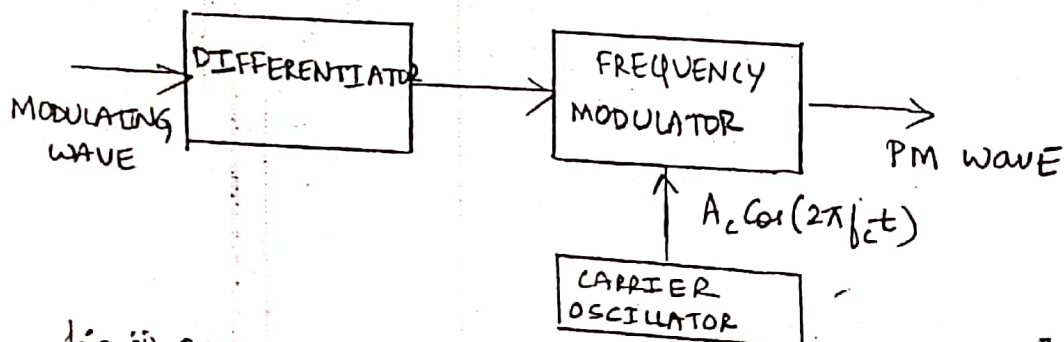 DIFFERENTIATOR
MODULATING
WAVE
FREQUENCY
MODULATOR
PM WAVE
A_c Cos(2πf_ct)
CARRIER
OSCILLATOR